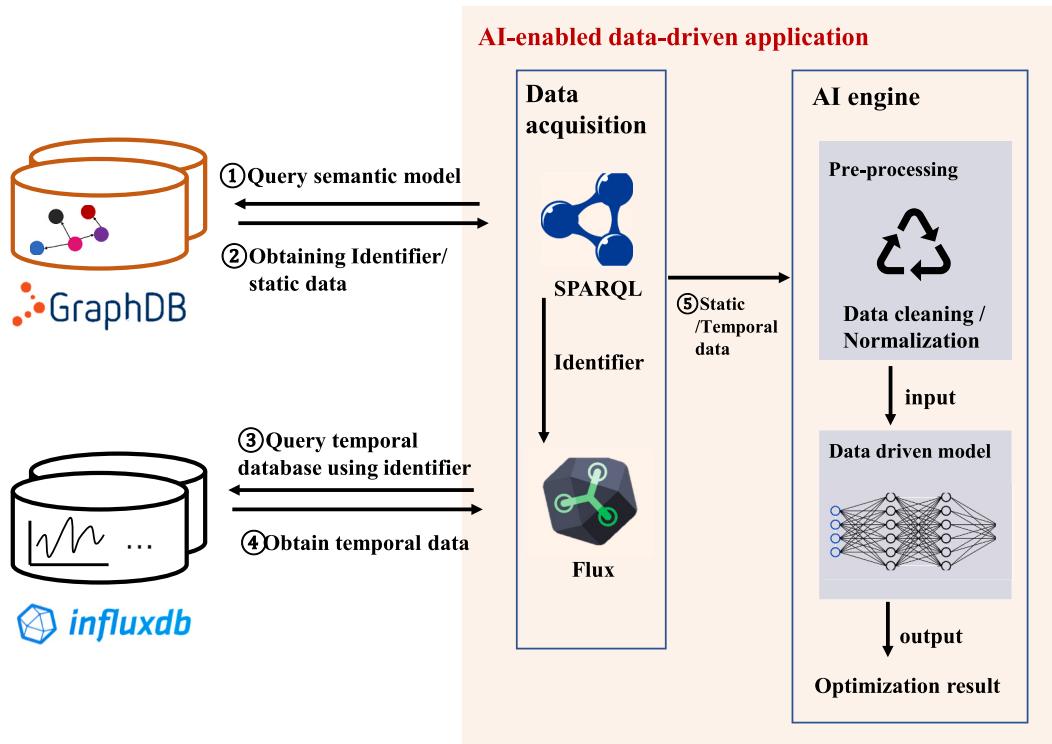 AI-enabled data-driven application
Data
acquisition
AI engine
①Query semantic model
②Obtaining Identifier/
static data
GraphDB
SPARQL
Identifier
③Query temporal
database using identifier
④Obtain temporal data
influxdb
Flux
⑤Static
/Temporal
data
Pre-processing
Data cleaning /
Normalization
input
Data driven model
...
output
Optimization result